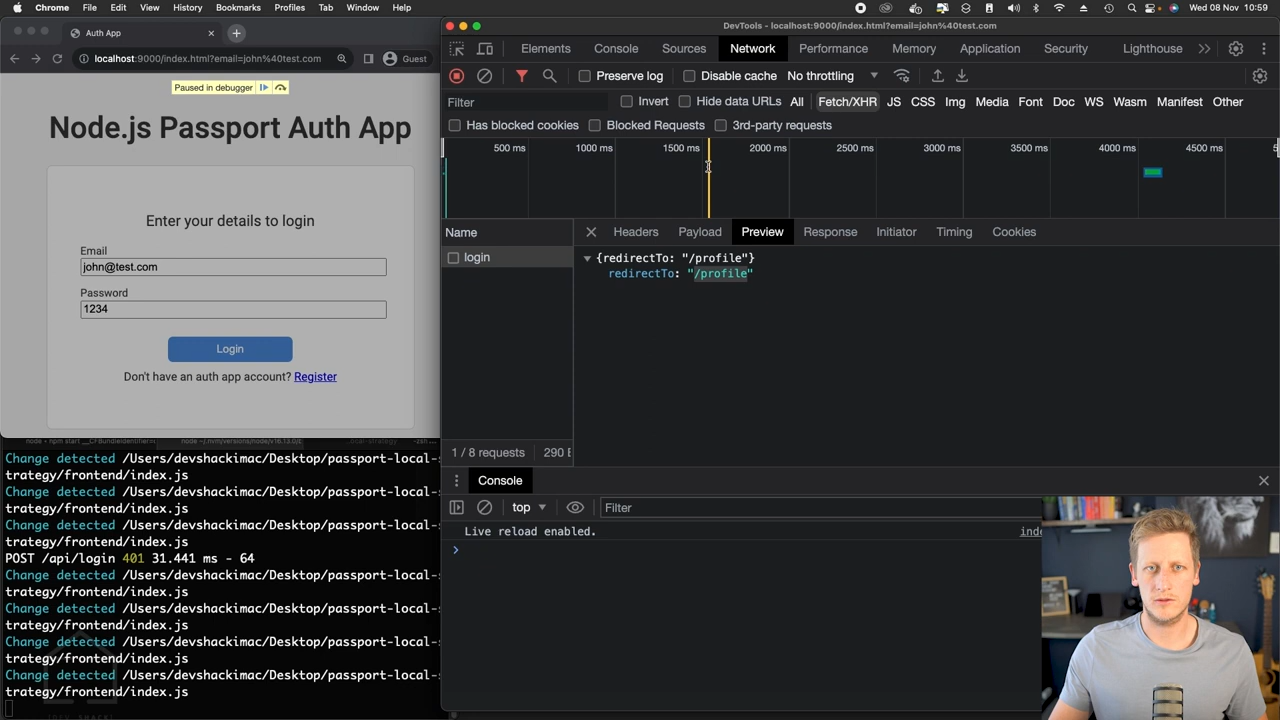 Chrome File Edit View History Bookmarks Profiles Tab Window Help Wed 08 Nov 10:59
Auth App
localhost:9000/index.html?email=john%40test.com Guest
Paused in debugger
Node.js Passport Auth App
Enter your details to login
Email
john@test.com
Password
1234
Login
Don't have an auth app account? Register
DevTools - localhost:9000/index.html?email=john%40test.com
Elements Console Sources Network Performance Memory Application Security Lighthouse
Preserve log Disable cache No throttling
Filter Invert Hide data URLs All Fetch/XHR JS CSS Img Media Font Doc WS Wasm Manifest Other
Has blocked cookies Blocked Requests 3rd-party requests
500 ms 1000 ms 1500 ms 2000 ms 2500 ms 3000 ms 3500 ms 4000 ms 4500 ms
Name Headers Payload Preview Response Initiator Timing Cookies
login
{redirectTo: "/profile"}
redirectTo: "/profile"
1 / 8 requests 290
Console
top Filter
Live reload enabled. inde
Change detected /Users/devshackimac/Desktop/passport-local-s
trategy/frontend/index.js
Change detected /Users/devshackimac/Desktop/passport-local-s
trategy/frontend/index.js
Change detected /Users/devshackimac/Desktop/passport-local-s
trategy/frontend/index.js
POST /api/login 401 31.441 ms - 64
Change detected /Users/devshackimac/Desktop/passport-local-s
trategy/frontend/index.js
Change detected /Users/devshackimac/Desktop/passport-local-s
trategy/frontend/index.js
Change detected /Users/devshackimac/Desktop/passport-local-s
trategy/frontend/index.js
Change detected /Users/devshackimac/Desktop/passport-local-s
trategy/frontend/index.js